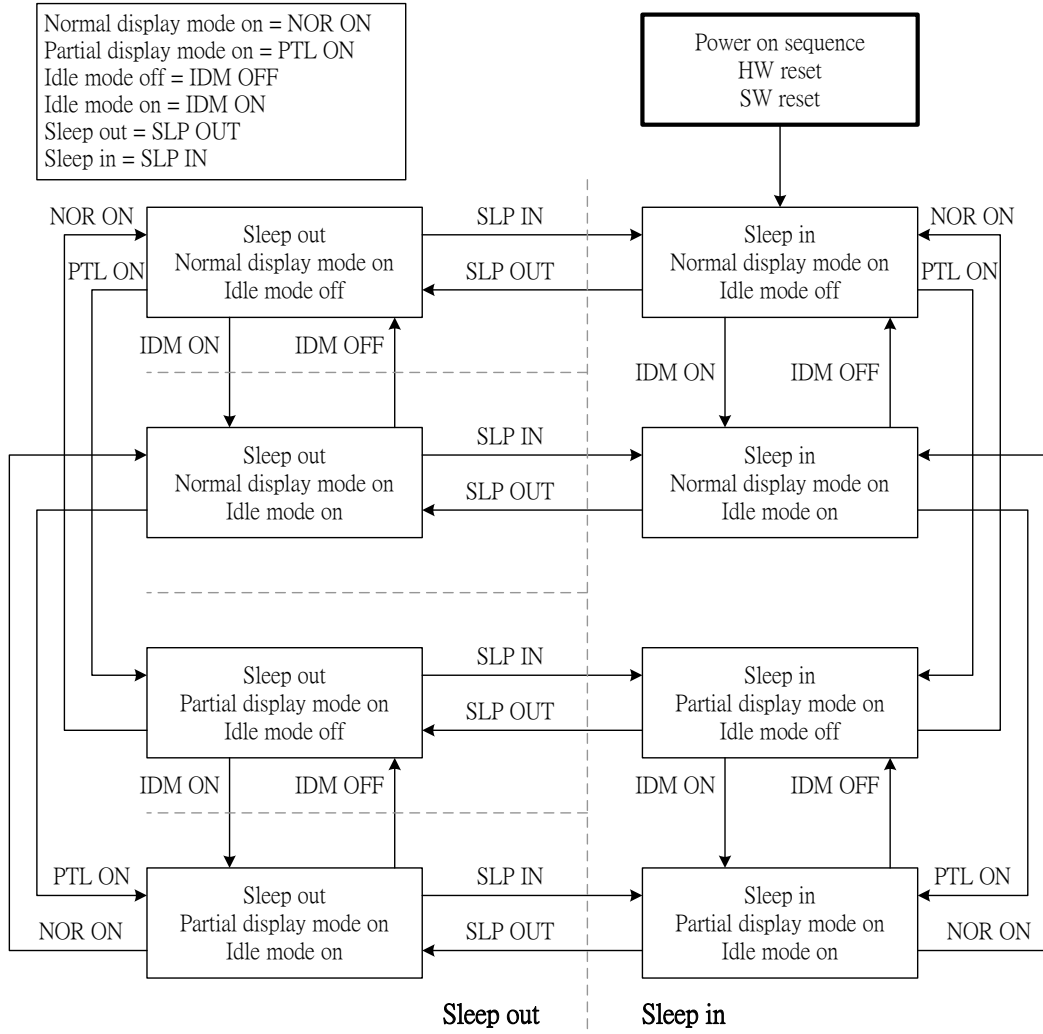 Normal display mode on = NOR ON
Partial display mode on = PTL ON
Idle mode off = IDM OFF
Idle mode on = IDM ON
Sleep out = SLP OUT
Sleep in = SLP IN
Power on sequence
HW reset
SW reset
NOR ON
PTL ON
Sleep out
Normal display mode on
Idle mode off
SLP IN
SLP OUT
Sleep in
Normal display mode on
Idle mode off
NOR ON
PTL ON
IDM ON
IDM OFF
IDM ON
IDM OFF
Sleep out
Normal display mode on
Idle mode on
SLP IN
SLP OUT
Sleep in
Normal display mode on
Idle mode on
Sleep out
Partial display mode on
Idle mode off
SLP IN
SLP OUT
Sleep in
Partial display mode on
Idle mode off
IDM ON
IDM OFF
IDM ON
IDM OFF
PTL ON
NOR ON
Sleep out
Partial display mode on
Idle mode on
SLP IN
SLP OUT
Sleep in
Partial display mode on
Idle mode on
PTL ON
NOR ON
Sleep out
Sleep in